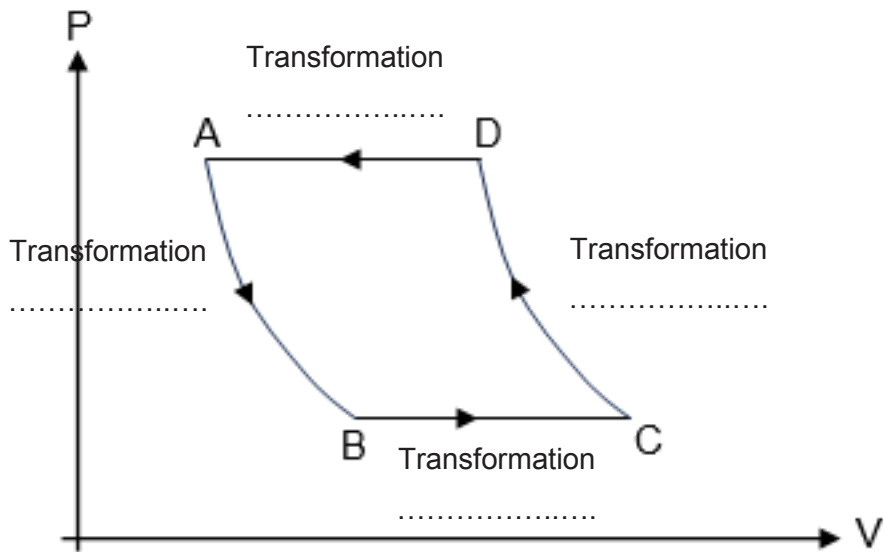 P
Transformation
………………..….
A
D
Transformation
………………..….
Transformation
………………..….
B
C
Transformation
………………..….
V